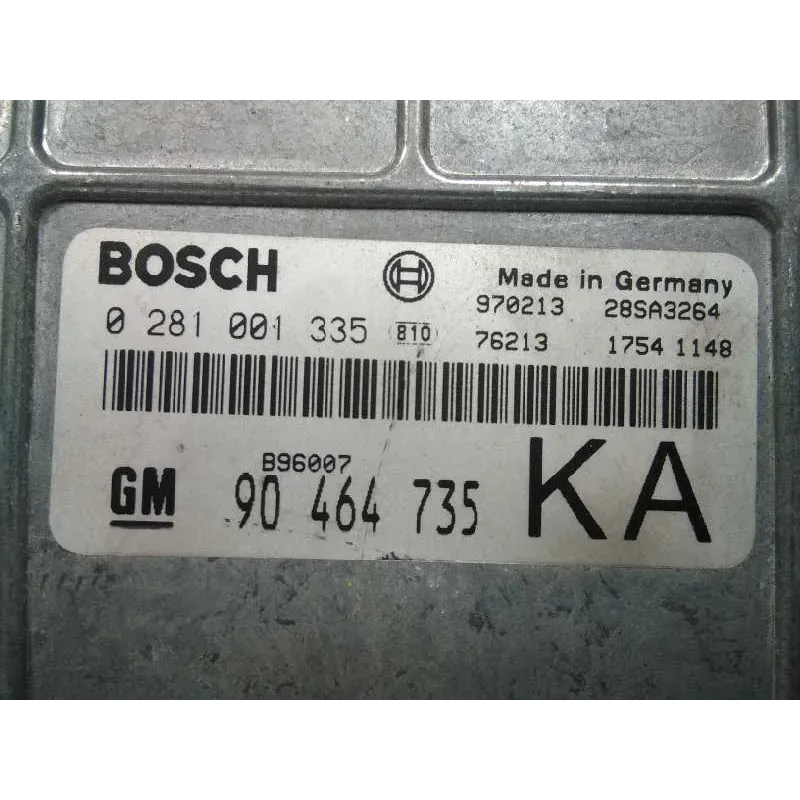 BOSCH
Made in Germany
970213 28SA3264
0 281 001 335 810
76213 1754 1148
B96007
GM 90 464 735 KA